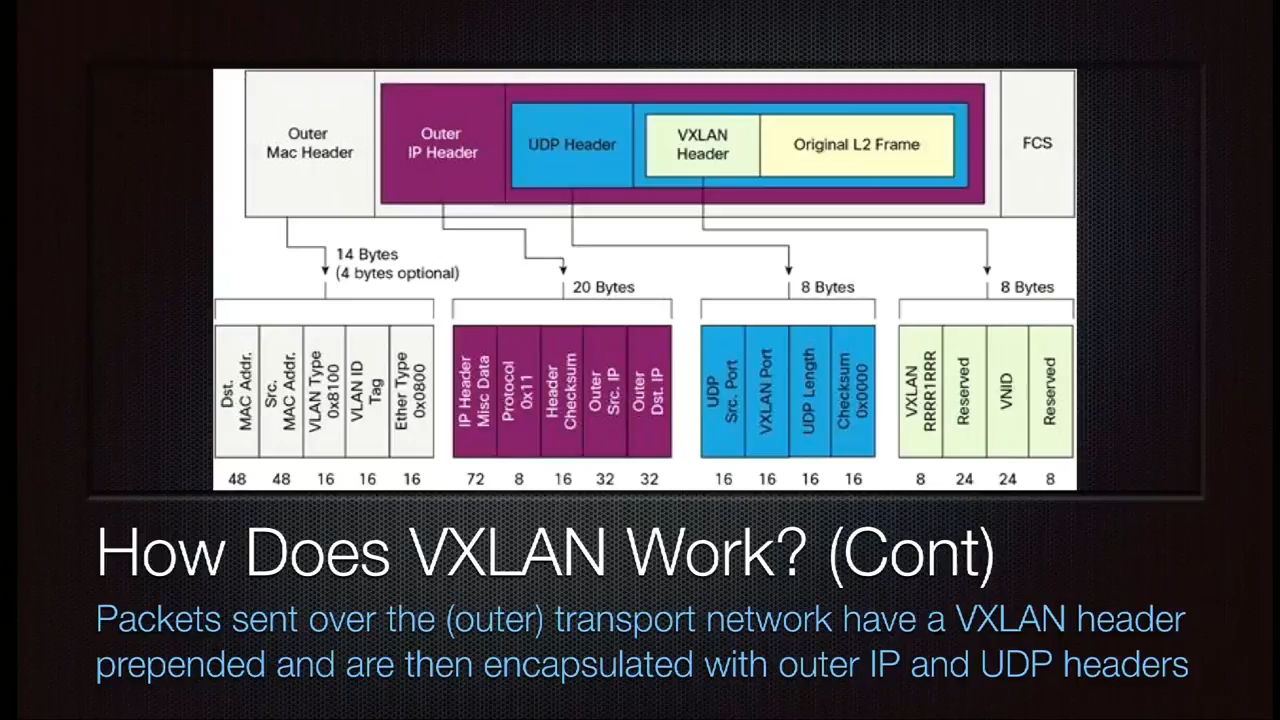 Outer
Mac Header
Outer
IP Header
UDP Header
VXLAN
Header
Original L2 Frame
FCS
14 Bytes
(4 bytes optional)
20 Bytes
8 Bytes
8 Bytes
Dst.
MAC Addr.
Src.
MAC Addr.
VLAN Type
0x8100
VLAN ID
Tag
Ether Type
0x0800
IP Header
Misc Data
Protocol
0x11
Header
Checksum
Outer
Src. IP
Outer
Dst. IP
UDP
Src. Port
VXLAN Port
UDP Length
Checksum
0x0000
VXLAN
RRRR1RRR
Reserved
VNID
Reserved
48 48 16 16 16 72 8 16 32 32 16 16 16 16 8 24 24 8
How Does VXLAN Work? (Cont)
Packets sent over the (outer) transport network have a VXLAN header
prepended and are then encapsulated with outer IP and UDP headers